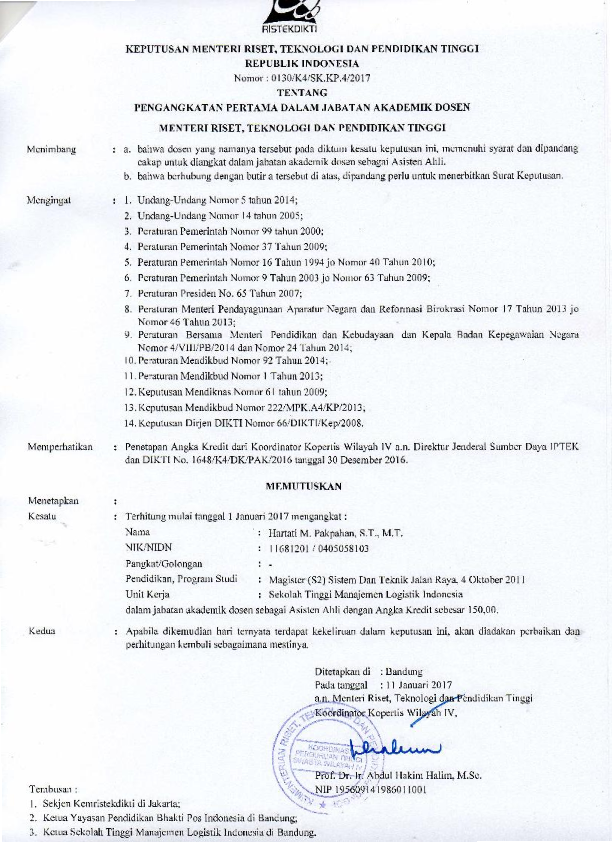 RISTEKDIKTI
KEPUTUSAN MENTERI RISET, TEKNOLOGI DAN PENDIDIKAN TINGGI
REPUBLIK INDONESIA
Nomor : 0130/K4/SK.KP.4/2017
TENTANG
PENGANGKATAN PERTAMA DALAM JABATAN AKADEMIK DOSEN
MENTERI RISET, TEKNOLOGI DAN PENDIDIKAN TINGGI
Menimbang : a. bahwa dosen yang namanya tersebut pada diktum kesatu keputusan ini, memenuhi syarat dan dipandang
cakap untuk diangkat dalam jabatan akademik dosen sebagai Asisten Ahli.
b. bahwa berhubung dengan butir a tersebut di atas, dipandang perlu untuk menerbitkan Surat Keputusan.
Mengingat : 1. Undang-Undang Nomor 5 tahun 2014;
2. Undang-Undang Nomor 14 tahun 2005;
3. Peraturan Pemerintah Nomor 99 tahun 2000;
4. Peraturan Pemerintah Nomor 37 Tahun 2009;
5. Peraturan Pemerintah Nomor 16 Tahun 1994 jo Nomor 40 Tahun 2010;
6. Peraturan Pemerintah Nomor 9 Tahun 2003 jo Nomor 63 Tahun 2009;
7. Peraturan Presiden No. 65 Tahun 2007;
8. Peraturan Menteri Pendayagunaan Aparatur Negara dan Reformasi Birokrasi Nomor 17 Tahun 2013 jo
Nomor 46 Tahun 2013;
9. Peraturan Bersama Menteri Pendidikan dan Kebudayaan dan Kepala Badan Kepegawaian Negara
Nomor 4/VIII/PB/2014 dan Nomor 24 Tahun 2014;
10. Peraturan Mendikbud Nomor 92 Tahun 2014;
11. Peraturan Mendikbud Nomor 1 Tahun 2013;
12. Keputusan Mendiknas Nomor 61 tahun 2009;
13. Keputusan Mendikbud Nomor 222/MPK.A4/KP/2013;
14. Keputusan Dirjen DIKTI Nomor 66/DIKTI/Kep/2008.
Memperhatikan : Penetapan Angka Kredit dari Koordinator Kopertis Wilayah IV a.n. Direktur Jenderal Sumber Daya IPTEK
dan DIKTI No. 1648/K4/DK/PAK/2016 tanggal 30 Desember 2016.
MEMUTUSKAN
Menetapkan :
Kesatu : Terhitung mulai tanggal 1 Januari 2017 mengangkat :
Nama : Hartati M. Pakpahan, S.T., M.T.
NIK/NIDN : 11681201 / 0405058103
Pangkat/Golongan : -
Pendidikan, Program Studi : Magister (S2) Sistem Dan Teknik Jalan Raya, 4 Oktober 2011
Unit Kerja : Sekolah Tinggi Manajemen Logistik Indonesia
dalam jabatan akademik dosen sebagai Asisten Ahli dengan Angka Kredit sebesar 150,00.
Kedua : Apabila dikemudian hari ternyata terdapat kekeliruan dalam keputusan ini, akan diadakan perbaikan dan
perhitungan kembali sebagaimana mestinya.
Ditetapkan di : Bandung
Pada tanggal : 11 Januari 2017
a.n. Menteri Riset, Teknologi dan Pendidikan Tinggi
Koordinator Kopertis Wilayah IV,
Prof. Dr. Ir. Abdul Hakim Halim, M.Sc.
NIP 195609141986011001
Tembusan :
1. Sekjen Kemristekdikti di Jakarta;
2. Ketua Yayasan Pendidikan Bhakti Pos Indonesia di Bandung;
3. Ketua Sekolah Tinggi Manajemen Logistik Indonesia di Bandung.